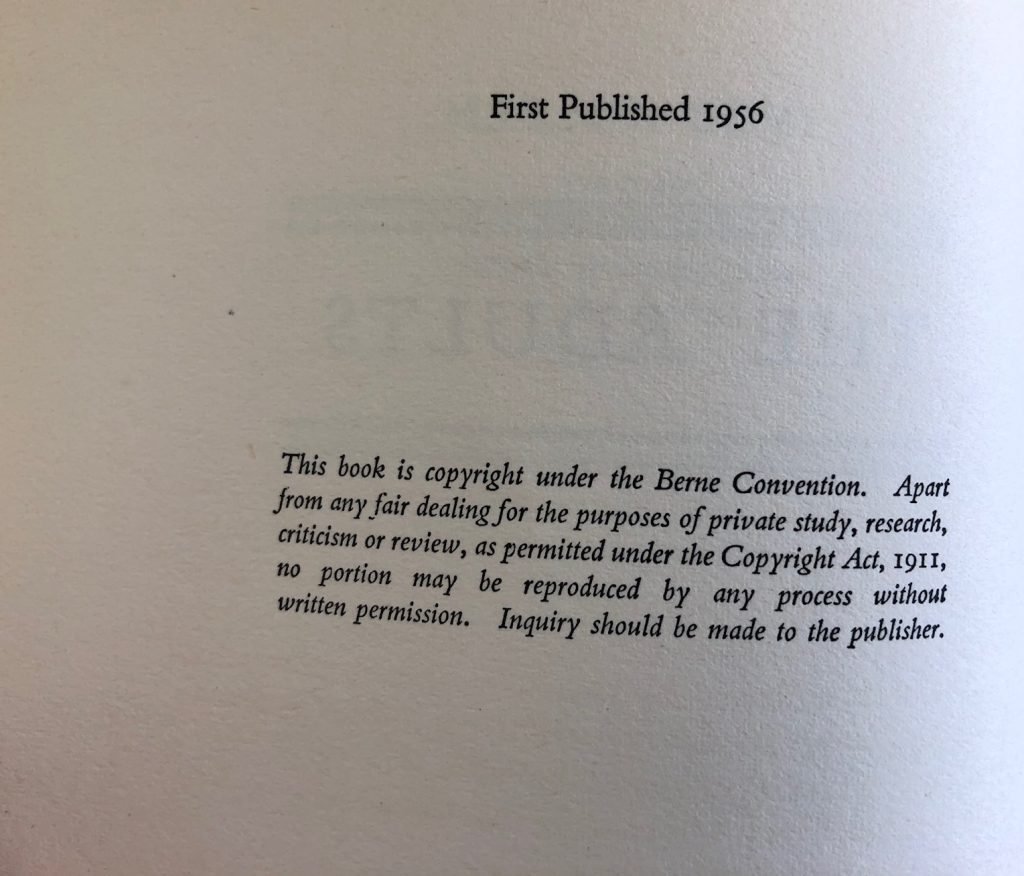 First Published 1956
This book is copyright under the Berne Convention. Apart
from any fair dealing for the purposes of private study, research,
criticism or review, as permitted under the Copyright Act, 1911,
no portion may be reproduced by any process without
written permission. Inquiry should be made to the publisher.